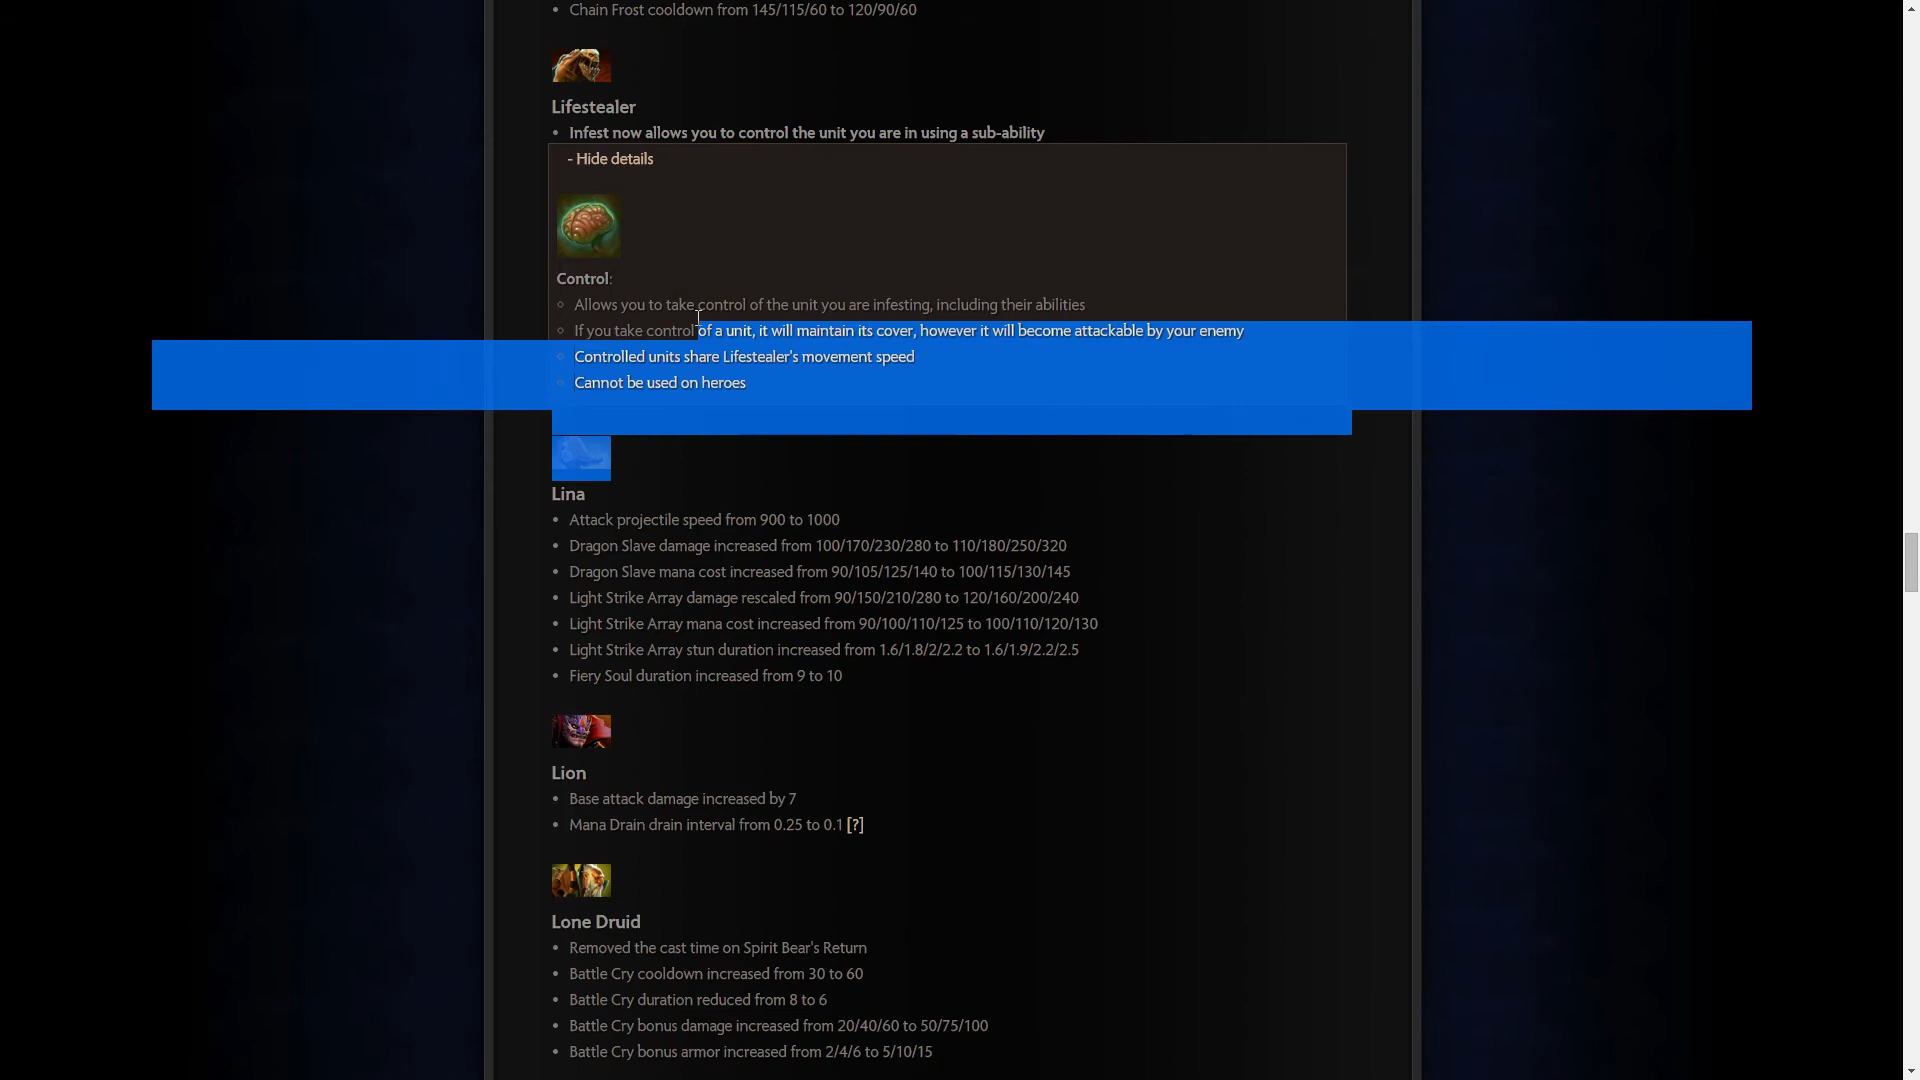 • Chain Frost cooldown from 145/115/60 to 120/90/60
Lifestealer
• Infest now allows you to control the unit you are in using a sub-ability
- Hide details
Control:
○ Allows you to take control of the unit you are infesting, including their abilities
○ If you take control of a unit, it will maintain its cover, however it will become attackable by your enemy
○ Controlled units share Lifestealer's movement speed
○ Cannot be used on heroes
Lina
• Attack projectile speed from 900 to 1000
• Dragon Slave damage increased from 100/170/230/280 to 110/180/250/320
• Dragon Slave mana cost increased from 90/105/125/140 to 100/115/130/145
• Light Strike Array damage rescaled from 90/150/210/280 to 120/160/200/240
• Light Strike Array mana cost increased from 90/100/110/125 to 100/110/120/130
• Light Strike Array stun duration increased from 1.6/1.8/2/2.2 to 1.6/1.9/2.2/2.5
• Fiery Soul duration increased from 9 to 10
Lion
• Base attack damage increased by 7
• Mana Drain drain interval from 0.25 to 0.1 [?]
Lone Druid
• Removed the cast time on Spirit Bear's Return
• Battle Cry cooldown increased from 30 to 60
• Battle Cry duration reduced from 8 to 6
• Battle Cry bonus damage increased from 20/40/60 to 50/75/100
• Battle Cry bonus armor increased from 2/4/6 to 5/10/15